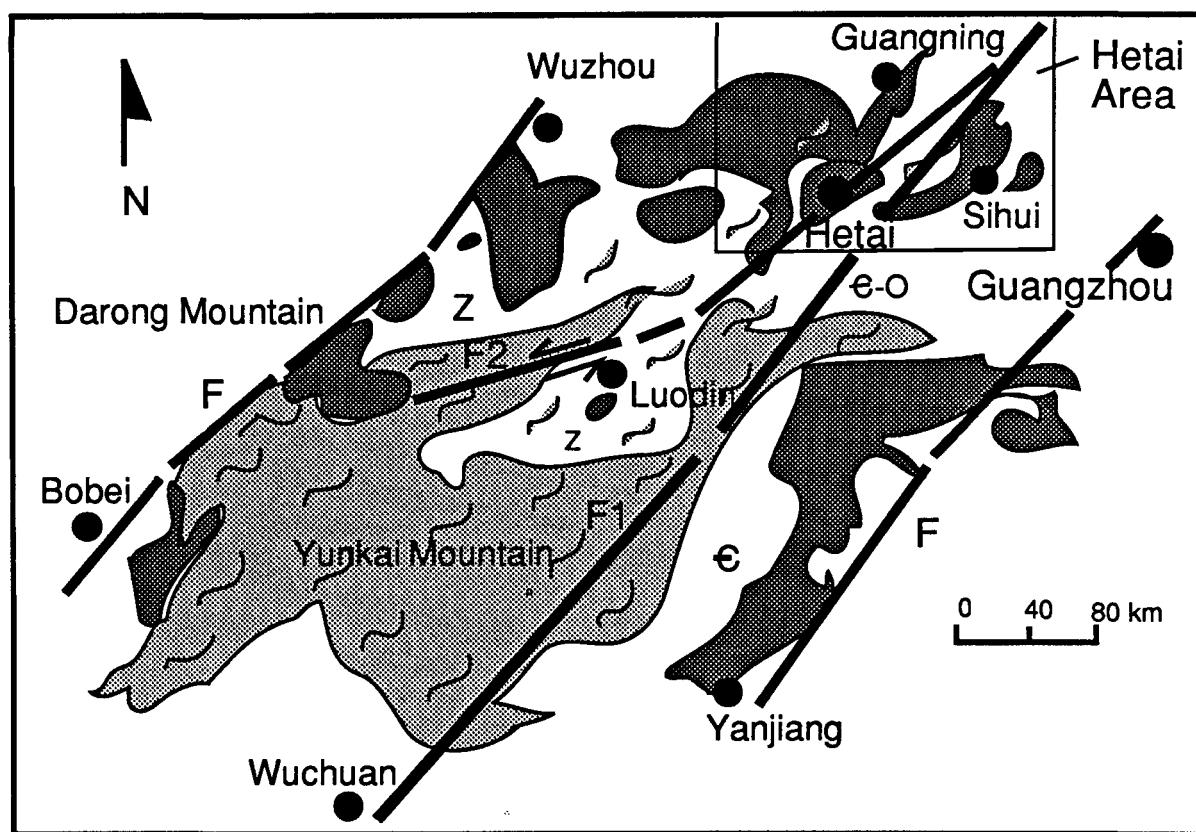 Guangning
Wuzhou
Hetai
Area
N
Hetai
Sihui
Є-O
Guangzhou
Darong Mountain
Z
F2
F
Luodin
Z
Bobei
F1
Yunkai Mountain
Є
F
0 40 80 km
Yanjiang
Wuchuan